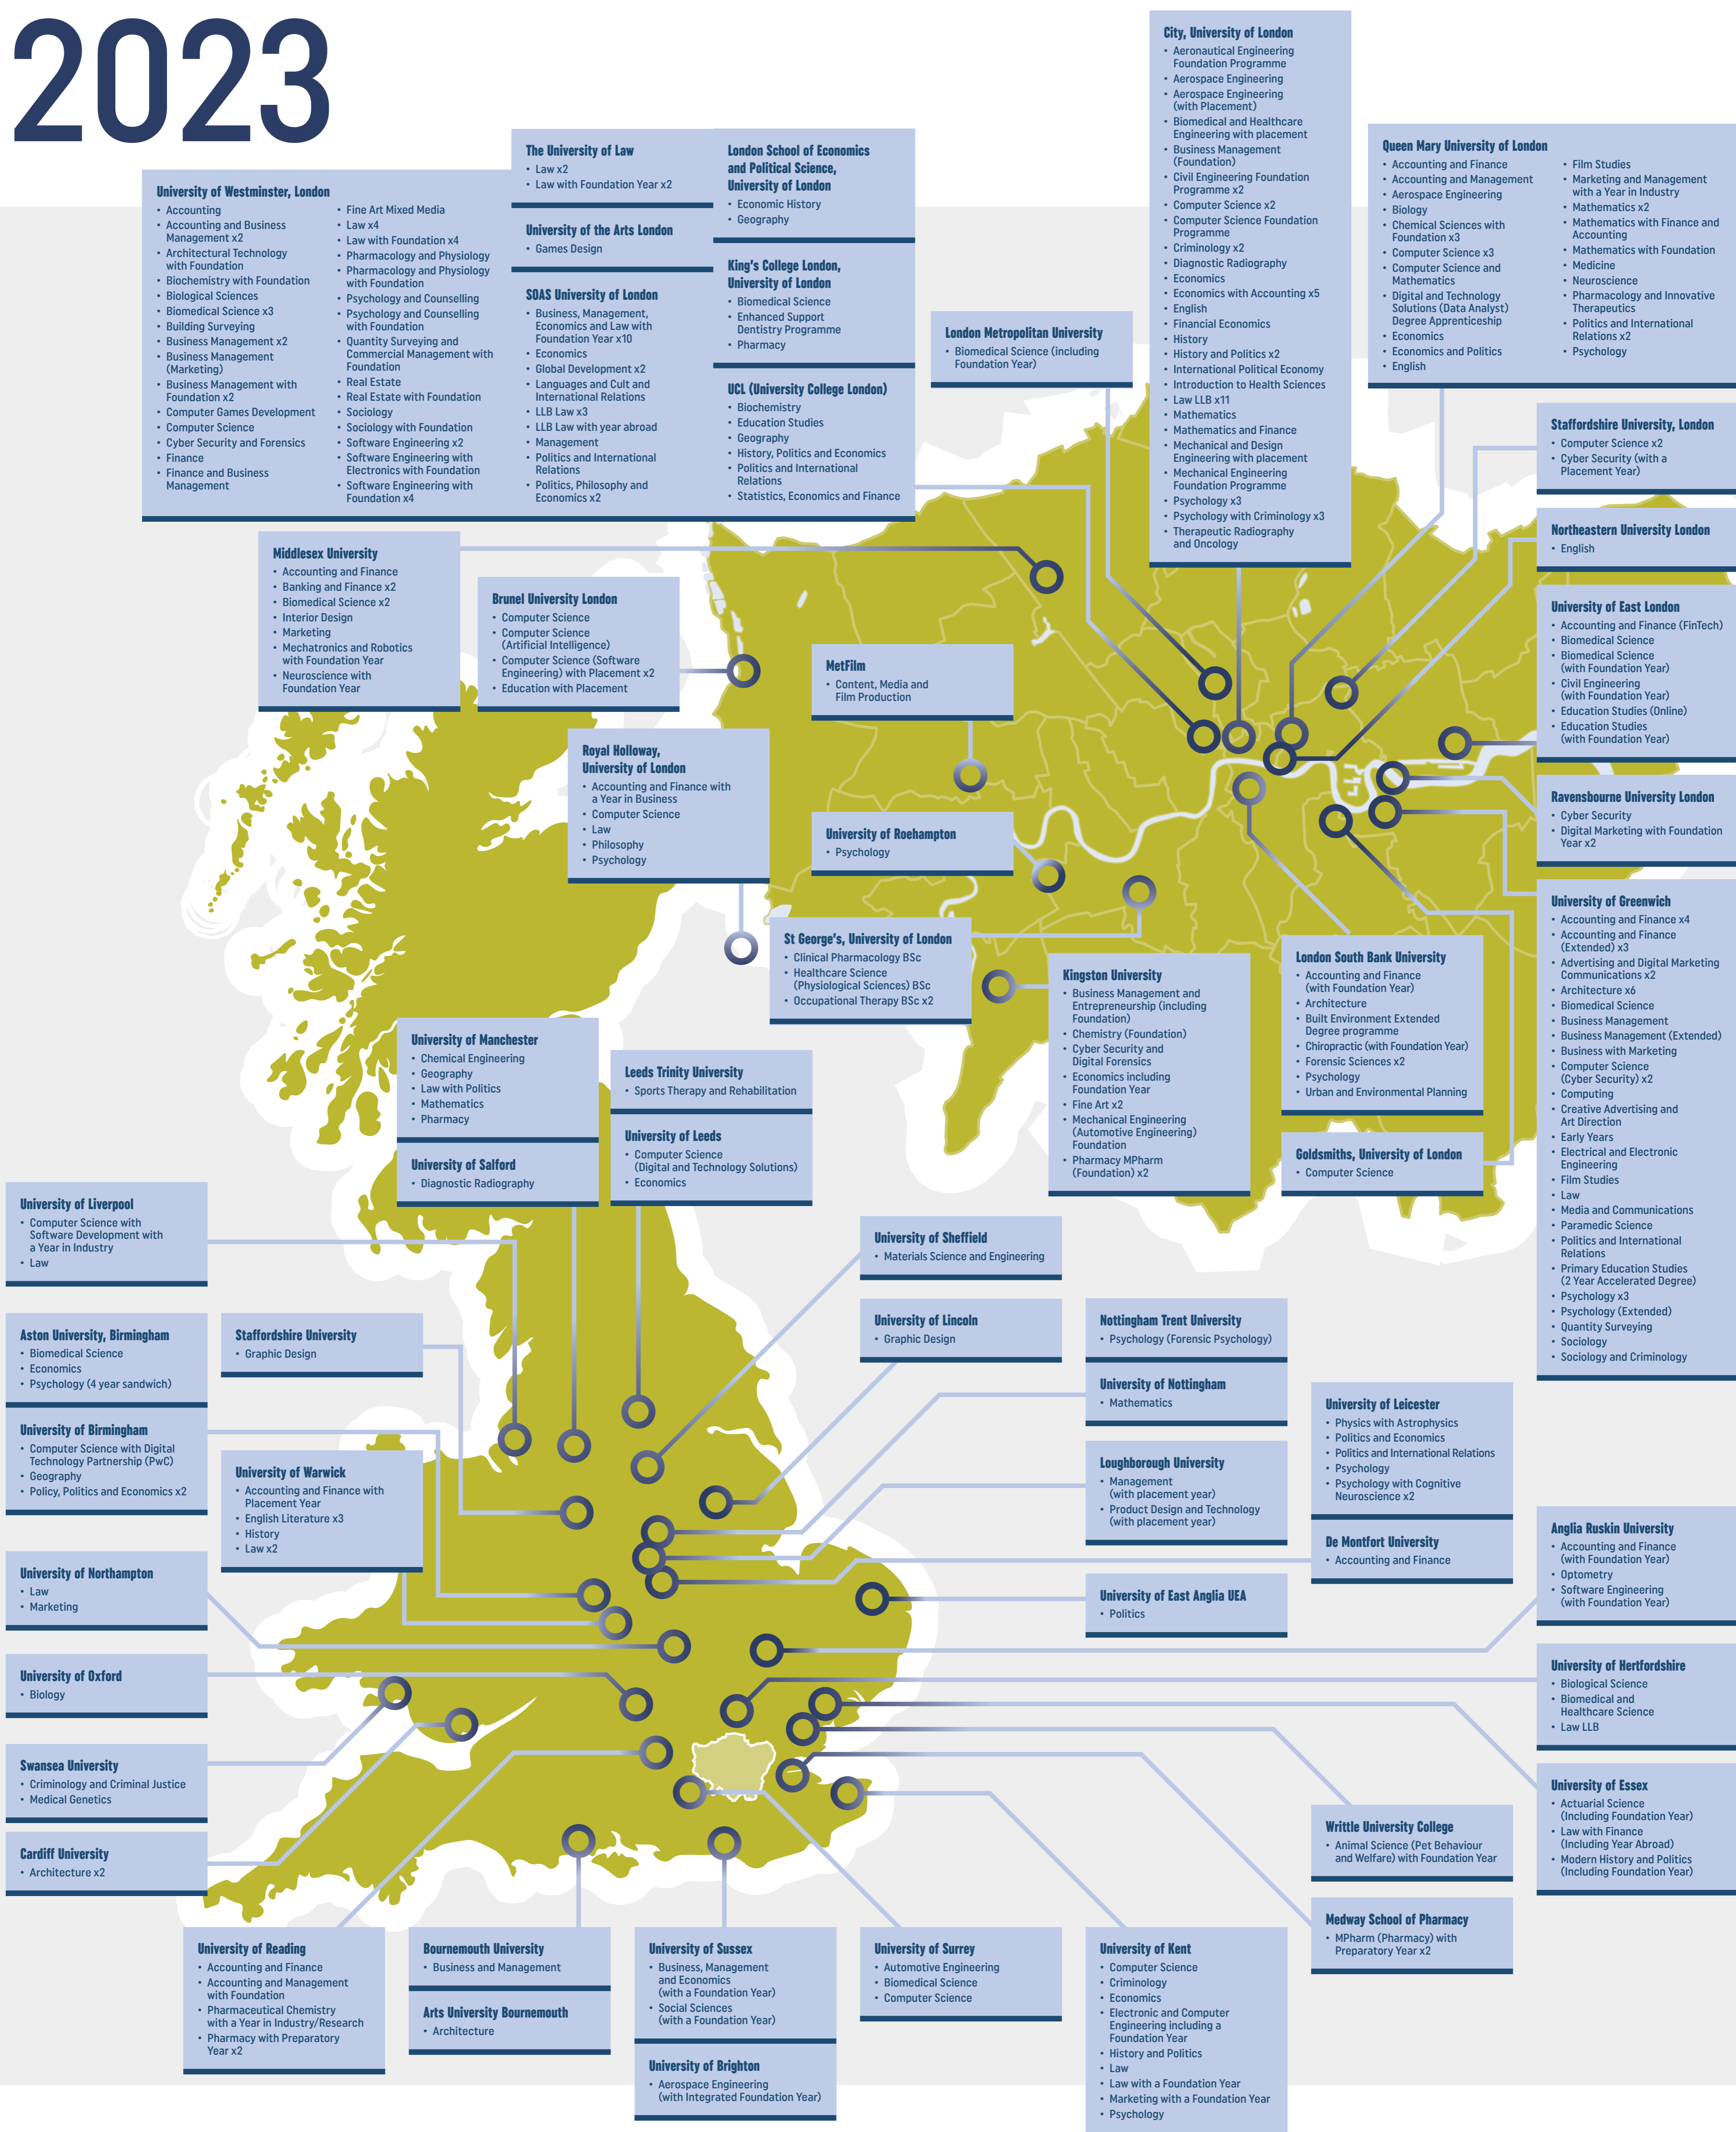 2023
University of Westminster, London
• Accounting
• Accounting and Business
Management x2
• Architectural Technology
with Foundation
• Biochemistry with Foundation
• Biological Sciences
• Biomedical Science x3
• Building Surveying
• Business Management x2
• Business Management
(Marketing)
• Business Management with
Foundation x2
• Computer Games Development
• Computer Science
• Cyber Security and Forensics
• Finance
• Finance and Business
Management
• Fine Art Mixed Media
• Law x4
• Law with Foundation x4
• Pharmacology and Physiology
• Pharmacology and Physiology
with Foundation
• Psychology and Counselling
• Psychology and Counselling
with Foundation
• Quantity Surveying and
Commercial Management with
Foundation
• Real Estate
• Real Estate with Foundation
• Sociology
• Sociology with Foundation
• Software Engineering x2
• Software Engineering with
Electronics with Foundation
• Software Engineering with
Foundation x4
The University of Law
• Law x2
• Law with Foundation Year x2
University of the Arts London
• Games Design
SOAS University of London
• Business, Management,
Economics and Law with
Foundation Year x10
• Economics
• Global Development x2
• Languages and Cult and
International Relations
• LLB Law x3
• LLB Law with year abroad
• Management
• Politics and International
Relations
• Politics, Philosophy and
Economics x2
London School of Economics
and Political Science,
University of London
• Economic History
• Geography
King's College London,
University of London
• Biomedical Science
• Enhanced Support
Dentistry Programme
• Pharmacy
UCL (University College London)
• Biochemistry
• Education Studies
• Geography
• History, Politics and Economics
• Politics and International
Relations
• Statistics, Economics and Finance
London Metropolitan University
• Biomedical Science (including
Foundation Year)
City, University of London
• Aeronautical Engineering
Foundation Programme
• Aerospace Engineering
• Aerospace Engineering
(with Placement)
• Biomedical and Healthcare
Engineering with placement
• Business Management
(Foundation)
• Civil Engineering Foundation
Programme x2
• Computer Science x2
• Computer Science Foundation
Programme
• Criminology x2
• Diagnostic Radiography
• Economics
• Economics with Accounting x5
• English
• Financial Economics
• History
• History and Politics x2
• International Political Economy
• Introduction to Health Sciences
• Law LLB x11
• Mathematics
• Mathematics and Finance
• Mechanical and Design
Engineering with placement
• Mechanical Engineering
Foundation Programme
• Psychology x3
• Psychology with Criminology x3
• Therapeutic Radiography
and Oncology
Queen Mary University of London
• Accounting and Finance
• Accounting and Management
• Aerospace Engineering
• Biology
• Chemical Sciences with
Foundation x3
• Computer Science x3
• Computer Science and
Mathematics
• Digital and Technology
Solutions (Data Analyst)
Degree Apprenticeship
• Economics
• Economics and Politics
• English
• Film Studies
• Marketing and Management
with a Year in Industry
• Mathematics x2
• Mathematics with Finance and
Accounting
• Mathematics with Foundation
• Medicine
• Neuroscience
• Pharmacology and Innovative
Therapeutics
• Politics and International
Relations x2
• Psychology
Staffordshire University, London
• Computer Science x2
• Cyber Security (with a
Placement Year)
Northeastern University London
• English
University of East London
• Accounting and Finance (FinTech)
• Biomedical Science
• Biomedical Science
(with Foundation Year)
• Civil Engineering
(with Foundation Year)
• Education Studies (Online)
• Education Studies
(with Foundation Year)
Ravensbourne University London
• Cyber Security
• Digital Marketing with Foundation
Year x2
University of Greenwich
• Accounting and Finance x4
• Accounting and Finance
(Extended) x3
• Advertising and Digital Marketing
Communications x2
• Architecture x6
• Biomedical Science
• Business Management
• Business Management (Extended)
• Business with Marketing
• Computer Science
(Cyber Security) x2
• Computing
• Creative Advertising and
Art Direction
• Early Years
• Electrical and Electronic
Engineering
• Film Studies
• Law
• Media and Communications
• Paramedic Science
• Politics and International
Relations
• Primary Education Studies
(2 Year Accelerated Degree)
• Psychology x3
• Psychology (Extended)
• Quantity Surveying
• Sociology
• Sociology and Criminology
Middlesex University
• Accounting and Finance
• Banking and Finance x2
• Biomedical Science x2
• Interior Design
• Marketing
• Mechatronics and Robotics
with Foundation Year
• Neuroscience with
Foundation Year
Brunel University London
• Computer Science
• Computer Science
(Artificial Intelligence)
• Computer Science (Software
Engineering) with Placement x2
• Education with Placement
MetFilm
• Content, Media and
Film Production
Royal Holloway,
University of London
• Accounting and Finance with
a Year in Business
• Computer Science
• Law
• Philosophy
• Psychology
University of Roehampton
• Psychology
St George's, University of London
• Clinical Pharmacology BSc
• Healthcare Science
(Physiological Sciences) BSc
• Occupational Therapy BSc x2
Kingston University
• Business Management and
Entrepreneurship (including
Foundation)
• Chemistry (Foundation)
• Cyber Security and
Digital Forensics
• Economics including
Foundation Year
• Fine Art x2
• Mechanical Engineering
(Automotive Engineering)
Foundation
• Pharmacy MPharm
(Foundation) x2
London South Bank University
• Accounting and Finance
(with Foundation Year)
• Architecture
• Built Environment Extended
Degree programme
• Chiropractic (with Foundation Year)
• Forensic Sciences x2
• Psychology
• Urban and Environmental Planning
Goldsmiths, University of London
• Computer Science
University of Manchester
• Chemical Engineering
• Geography
• Law with Politics
• Mathematics
• Pharmacy
University of Salford
• Diagnostic Radiography
Leeds Trinity University
• Sports Therapy and Rehabilitation
University of Leeds
• Computer Science
(Digital and Technology Solutions)
• Economics
University of Liverpool
• Computer Science with
Software Development with
a Year in Industry
• Law
University of Sheffield
• Materials Science and Engineering
University of Lincoln
• Graphic Design
Nottingham Trent University
• Psychology (Forensic Psychology)
University of Nottingham
• Mathematics
Loughborough University
• Management
(with placement year)
• Product Design and Technology
(with placement year)
University of East Anglia UEA
• Politics
University of Leicester
• Physics with Astrophysics
• Politics and Economics
• Politics and International Relations
• Psychology
• Psychology with Cognitive
Neuroscience x2
De Montfort University
• Accounting and Finance
Anglia Ruskin University
• Accounting and Finance
(with Foundation Year)
• Optometry
• Software Engineering
(with Foundation Year)
University of Hertfordshire
• Biological Science
• Biomedical and
Healthcare Science
• Law LLB
University of Essex
• Actuarial Science
(Including Foundation Year)
• Law with Finance
(Including Year Abroad)
• Modern History and Politics
(Including Foundation Year)
Aston University, Birmingham
• Biomedical Science
• Economics
• Psychology (4 year sandwich)
University of Birmingham
• Computer Science with Digital
Technology Partnership (PwC)
• Geography
• Policy, Politics and Economics x2
Staffordshire University
• Graphic Design
University of Warwick
• Accounting and Finance with
Placement Year
• English Literature x3
• History
• Law x2
University of Northampton
• Law
• Marketing
University of Oxford
• Biology
Swansea University
• Criminology and Criminal Justice
• Medical Genetics
Cardiff University
• Architecture x2
Writtle University College
• Animal Science (Pet Behaviour
and Welfare) with Foundation Year
Medway School of Pharmacy
• MPharm (Pharmacy) with
Preparatory Year x2
University of Reading
• Accounting and Finance
• Accounting and Management
with Foundation
• Pharmaceutical Chemistry
with a Year in Industry/Research
• Pharmacy with Preparatory
Year x2
Bournemouth University
• Business and Management
Arts University Bournemouth
• Architecture
University of Sussex
• Business, Management
and Economics
(with a Foundation Year)
• Social Sciences
(with a Foundation Year)
University of Brighton
• Aerospace Engineering
(with Integrated Foundation Year)
University of Surrey
• Automotive Engineering
• Biomedical Science
• Computer Science
University of Kent
• Computer Science
• Criminology
• Economics
• Electronic and Computer
Engineering including a
Foundation Year
• History and Politics
• Law
• Law with a Foundation Year
• Marketing with a Foundation Year
• Psychology